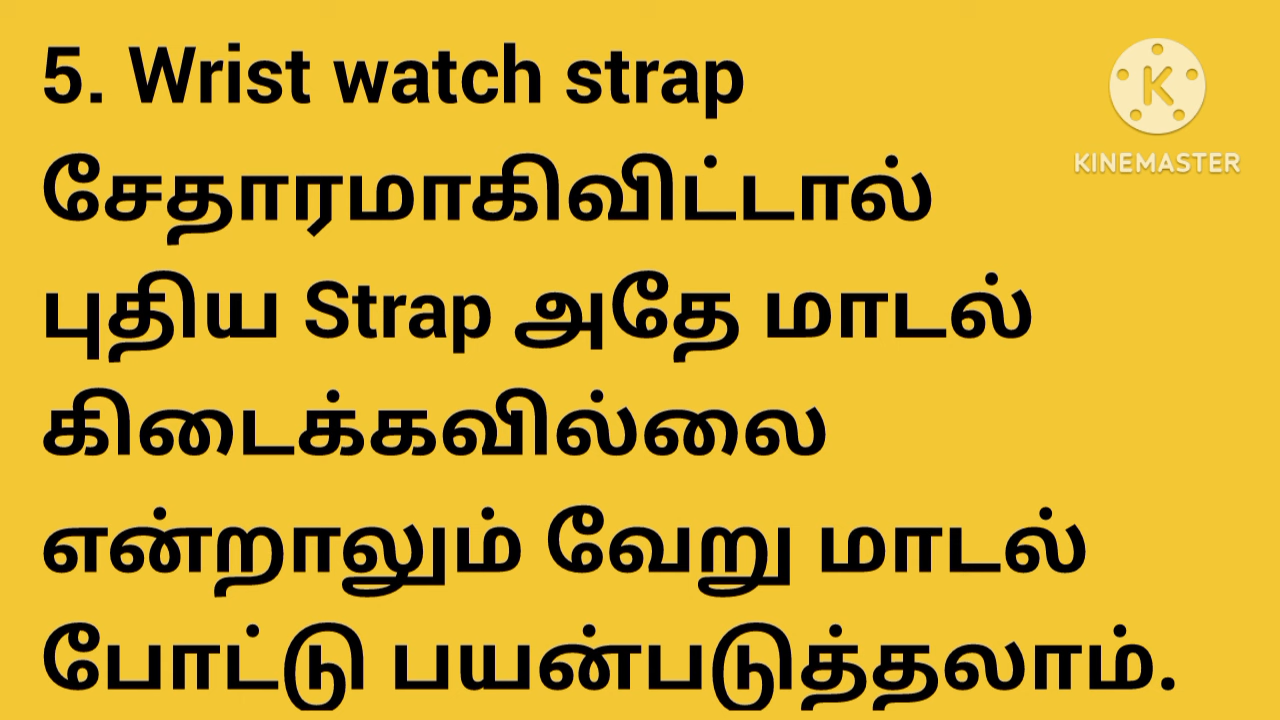 5. Wrist watch strap
சேதாரமாகிவிட்டால்
புதிய Strap அதே மாடல்
கிடைக்கவில்லை
என்றாலும் வேறு மாடல்
போட்டு பயன்படுத்தலாம்.
K
KINEMASTER